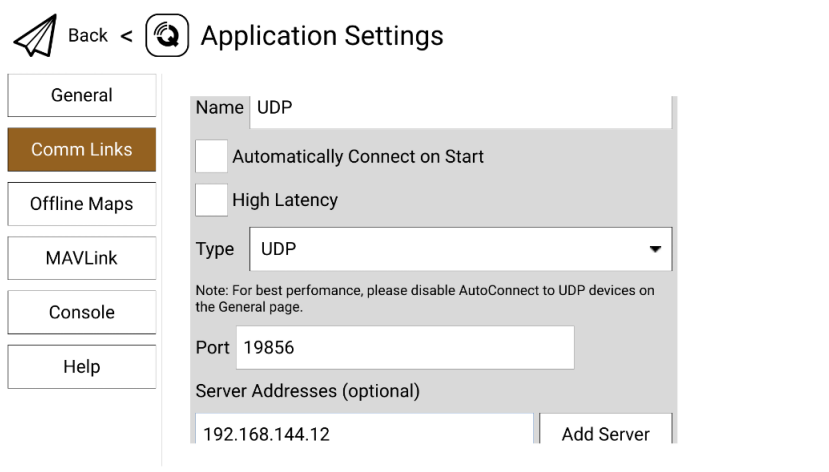 Back < Application Settings
General
Comm Links
Offline Maps
MAVLink
Console
Help
Name UDP
Automatically Connect on Start
High Latency
Type UDP
Note: For best perfomance, please disable AutoConnect to UDP devices on
the General page.
Port 19856
Server Addresses (optional)
192.168.144.12 Add Server